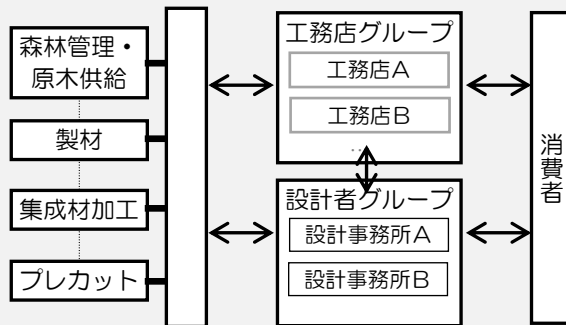 森林管理・
原木供給
製材
集成材加工
プレカット
工務店グループ
工務店A
工務店B
…
設計者グループ
設計事務所A
設計事務所B
消費者